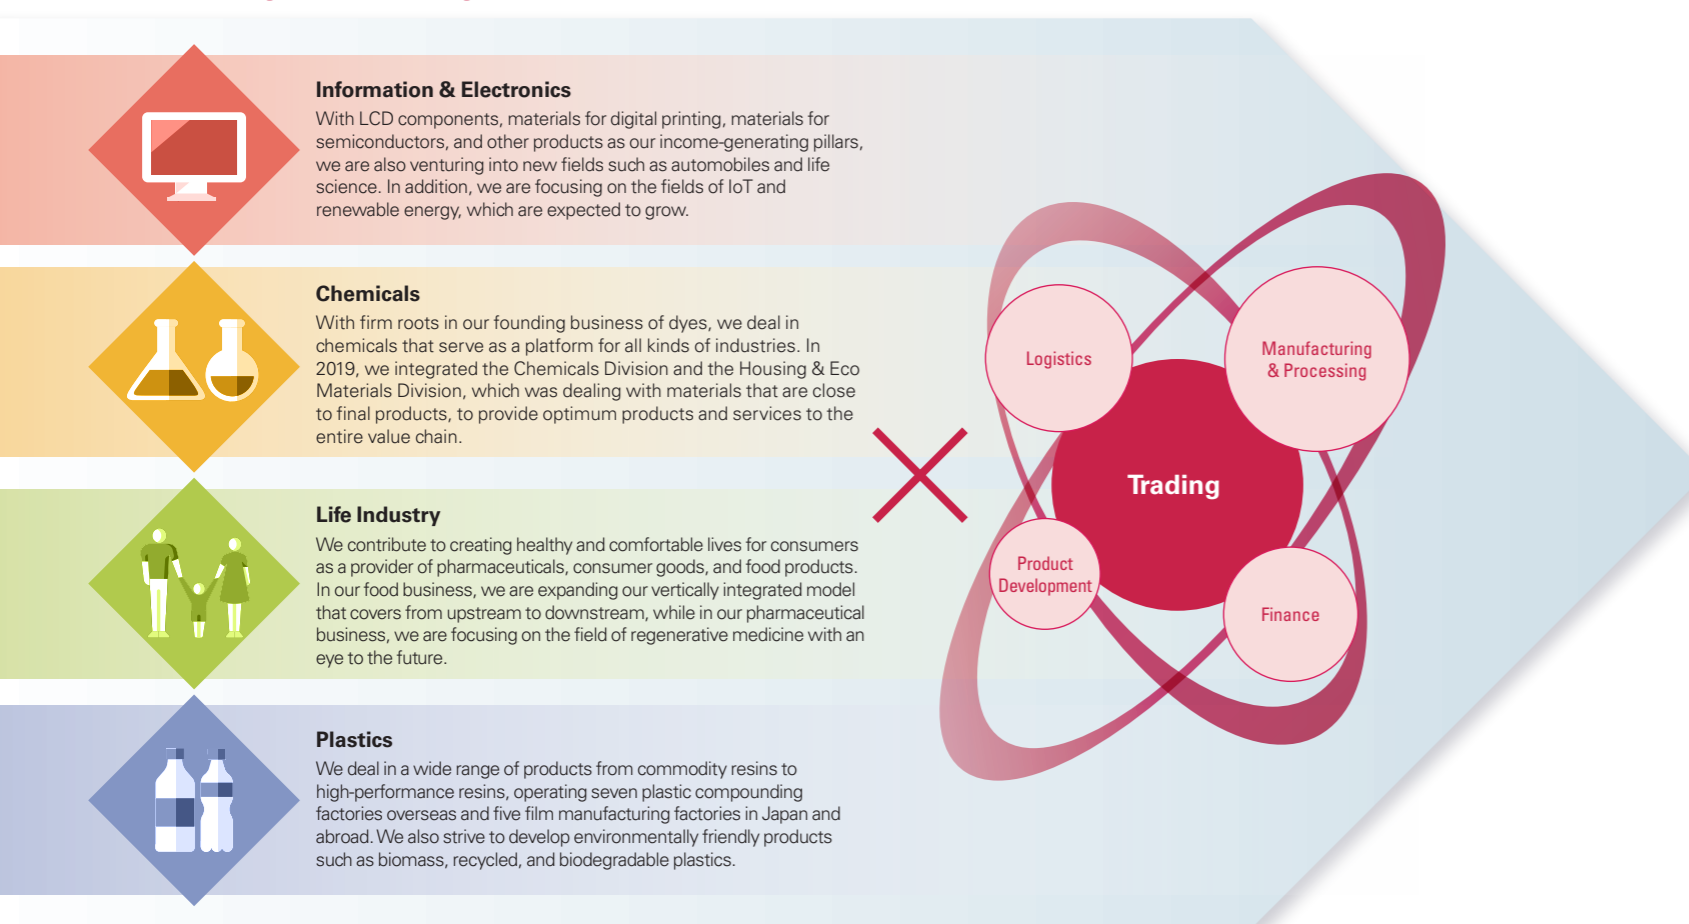 Information & Electronics
With LCD components, materials for digital printing, materials for
semiconductors, and other products as our income-generating pillars,
we are also venturing into new fields such as automobiles and life
science. In addition, we are focusing on the fields of IoT and
renewable energy, which are expected to grow.
Chemicals
With firm roots in our founding business of dyes, we deal in
chemicals that serve as a platform for all kinds of industries. In
2019, we integrated the Chemicals Division and the Housing & Eco
Materials Division, which was dealing with materials that are close
to final products, to provide optimum products and services to the
entire value chain.
Life Industry
We contribute to creating healthy and comfortable lives for consumers
as a provider of pharmaceuticals, consumer goods, and food products.
In our food business, we are expanding our vertically integrated model
that covers from upstream to downstream, while in our pharmaceutical
business, we are focusing on the field of regenerative medicine with an
eye to the future.
Plastics
We deal in a wide range of products from commodity resins to
high-performance resins, operating seven plastic compounding
factories overseas and five film manufacturing factories in Japan and
abroad. We also strive to develop environmentally friendly products
such as biomass, recycled, and biodegradable plastics.
Logistics
Manufacturing
& Processing
Trading
Product
Development
Finance